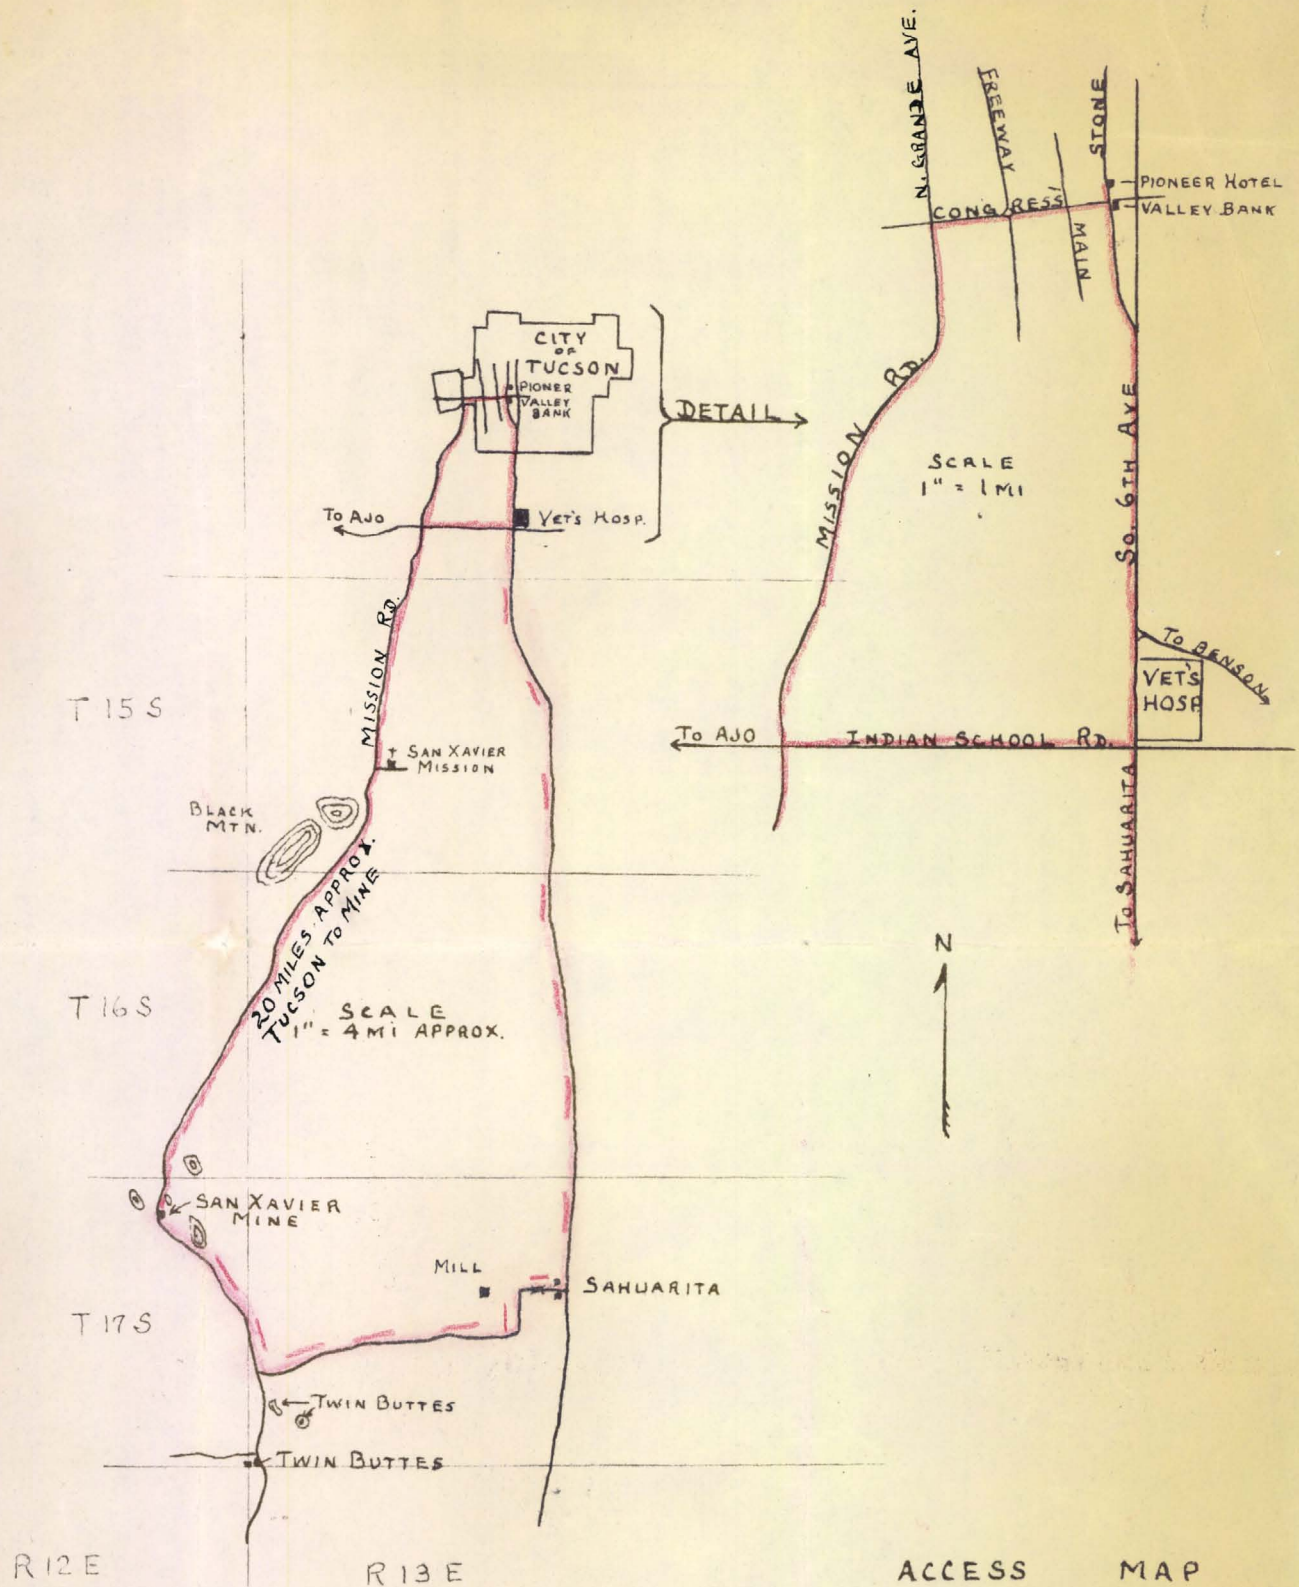 N. GRANDE AVE.
FREEWAY
STONE
PIONEER HOTEL
CONGRESS
VALLEY BANK
MAIN
CITY
OF
TUCSON
PIONER
VALLEY
BANK
DETAIL
MISSION RD.
SCALE
1" = 1 MI
So. 6TH AVE
To AJO
VET'S HOSP.
To BENSON
VET'S
HOSP
To AJO
INDIAN SCHOOL RD.
To SAHUARITA
MISSION RD.
T 15 S
SAN XAVIER
MISSION
BLACK
MTN.
20 MILES APPROX.
TUCSON TO MINE
N
T 16 S
SCALE
1" = 4 MI APPROX.
SAN XAVIER
MINE
MILL
SAHUARITA
T 17 S
TWIN BUTTES
TWIN BUTTES
R 12 E
R 13 E
ACCESS MAP